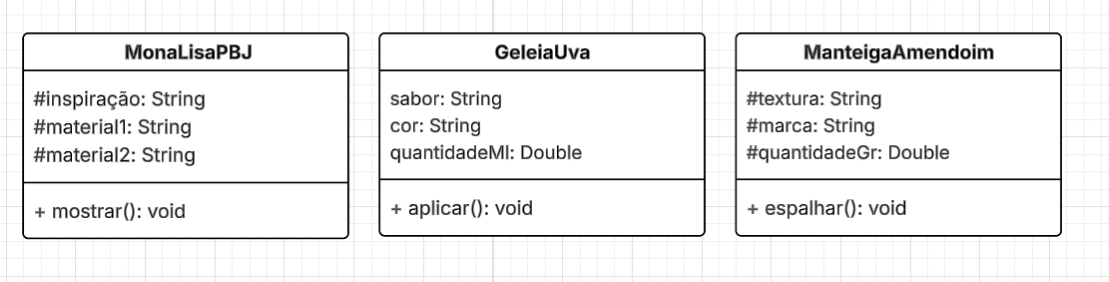 MonaLisaPBJ
#inspiração: String
#material1: String
#material2: String
+ mostrar(): void
GeleiaUva
sabor: String
cor: String
quantidadeMl: Double
+ aplicar(): void
ManteigaAmendoim
#textura: String
#marca: String
#quantidadeGr: Double
+ espalhar(): void